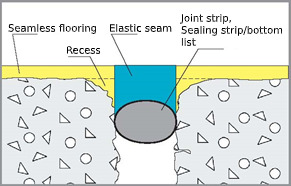 Seamless flooring
Recess
Elastic seam
Joint strip,
Sealing strip/bottom
list